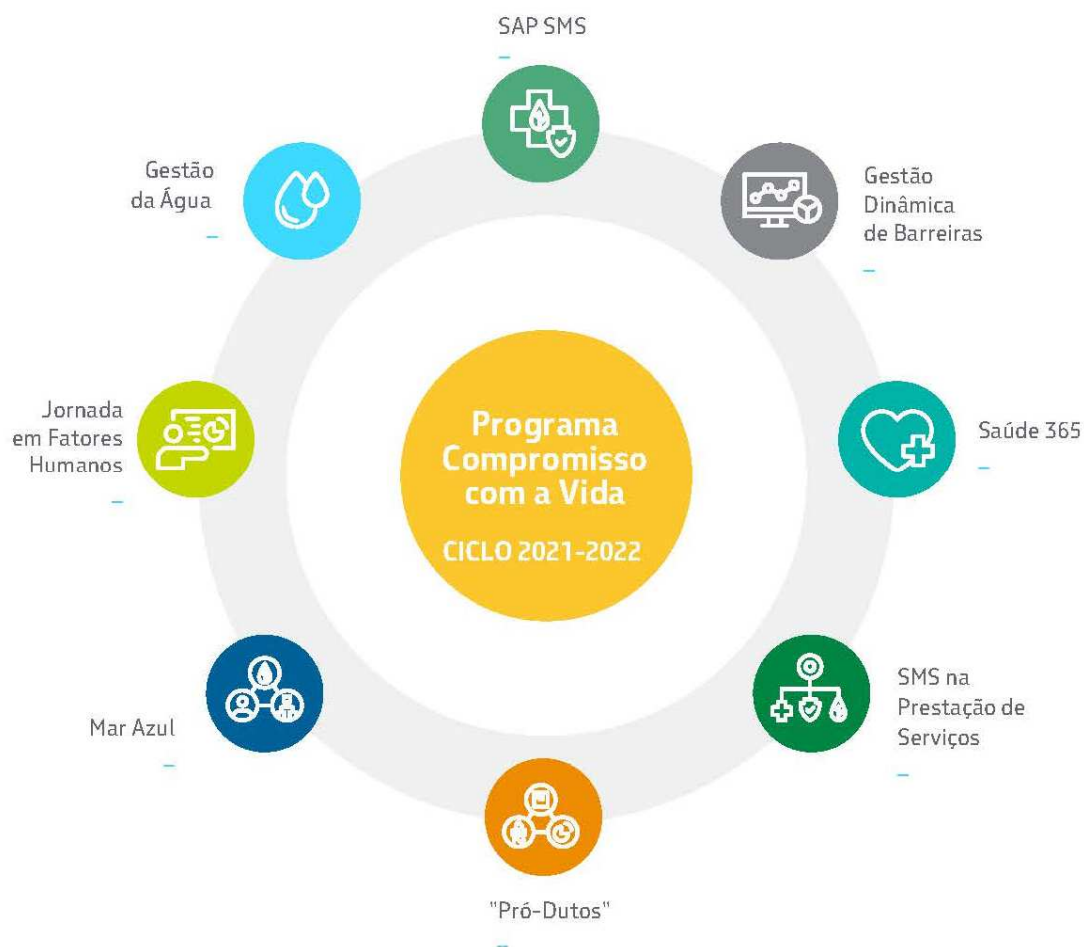 SAP SMS
Gestão
Dinâmica
de Barreiras
Saúde 365
SMS na
Prestação de
Serviços
"Pró-Dutos"
Mar Azul
Jornada
em Fatores
Humanos
Gestão
da Água
Programa
Compromisso
com a Vida
CICLO 2021-2022